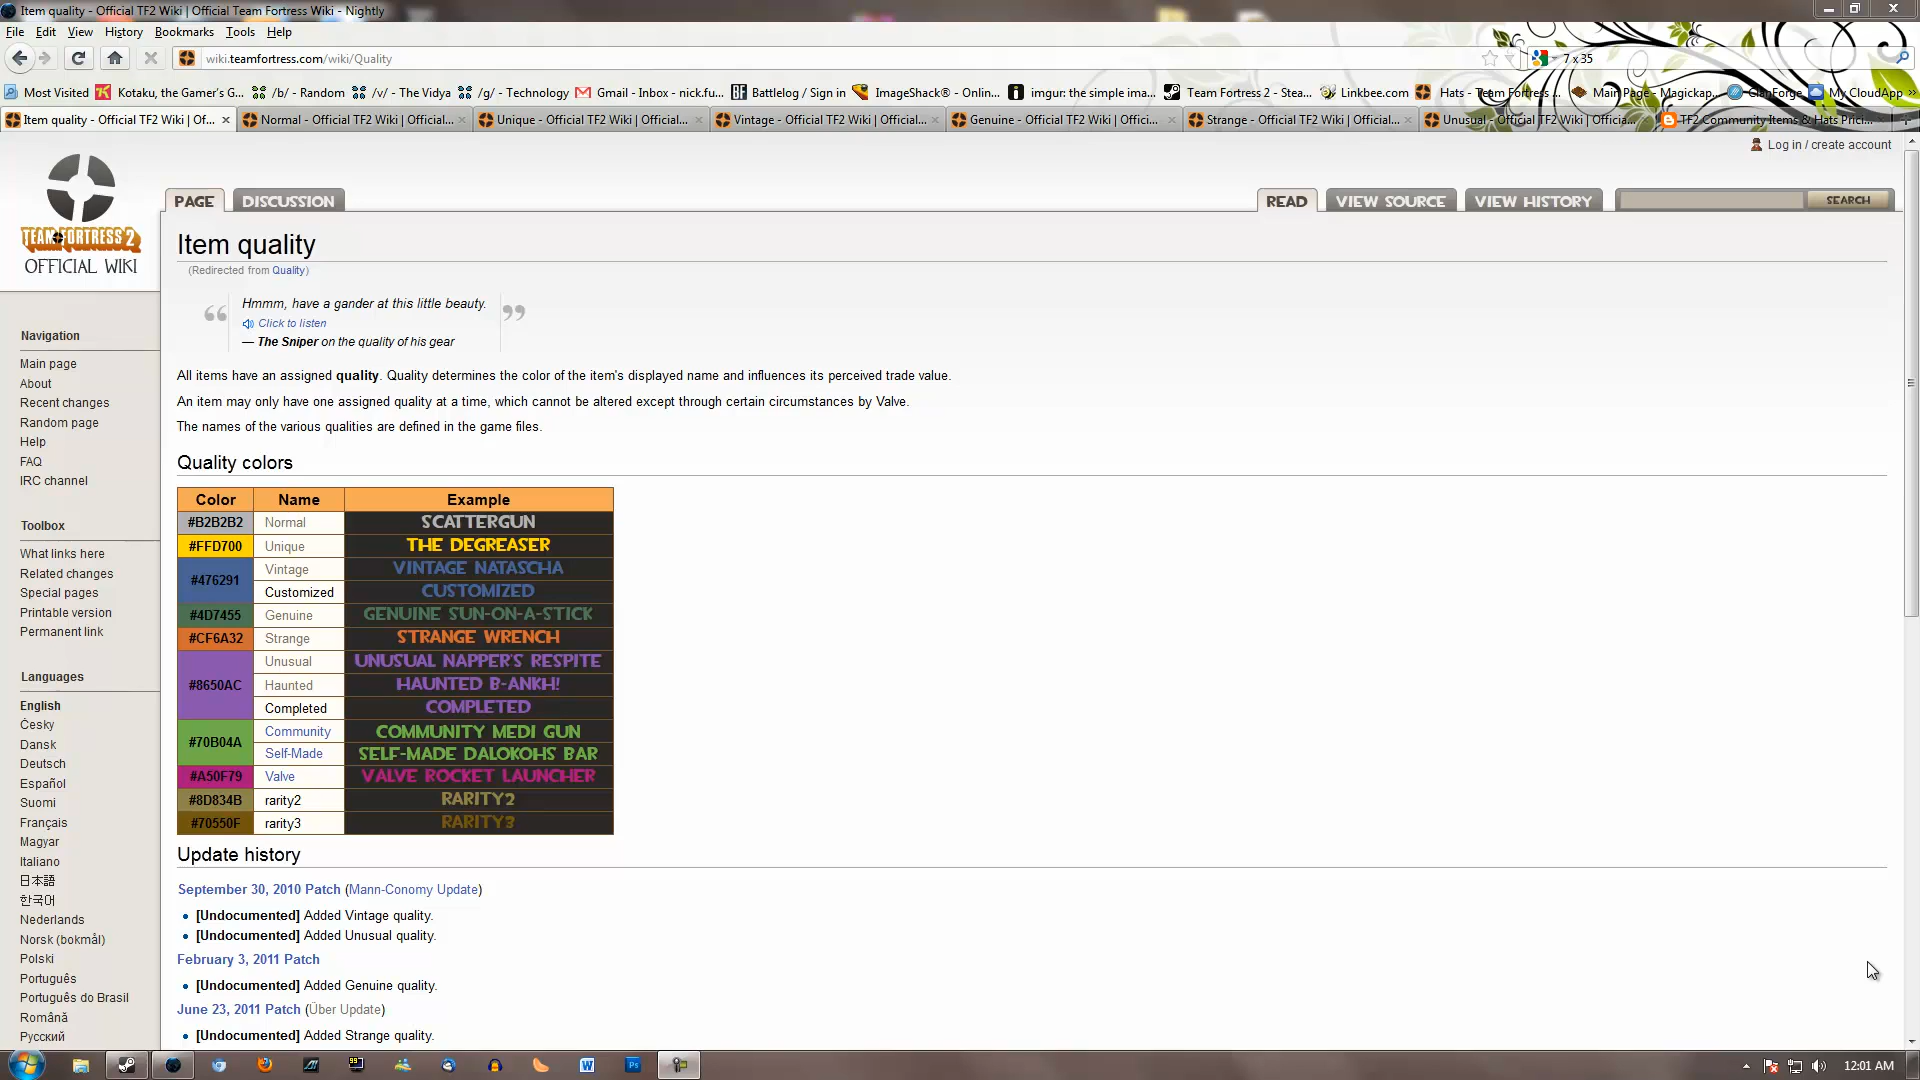 Item quality - Official TF2 Wiki | Official Team Fortress Wiki - Nightly
File Edit View History Bookmarks Tools Help
wiki.teamfortress.com/wiki/Quality
7 x 35
Most Visited Kotaku, the Gamer's G... /b/ - Random /v/ - The Vidya /g/ - Technology Gmail - Inbox - nick.fu... Battlelog / Sign in ImageShack® - Onlin... imgur: the simple ima... Team Fortress 2 - Stea... Linkbee.com Hats - Team Fortress ... Main Page - Magickap... ClanForge My CloudApp »
Item quality - Official TF2 Wiki | Of... Normal - Official TF2 Wiki | Official... Unique - Official TF2 Wiki | Official... Vintage - Official TF2 Wiki | Official... Genuine - Official TF2 Wiki | Offici... Strange - Official TF2 Wiki | Official... Unusual - Official TF2 Wiki | Officia... TF2 Community Items & Hats Prici...
Log in / create account
PAGE DISCUSSION READ VIEW SOURCE VIEW HISTORY SEARCH
TEAM FORTRESS 2
OFFICIAL WIKI
Navigation
Main page
About
Recent changes
Random page
Help
FAQ
IRC channel
Toolbox
What links here
Related changes
Special pages
Printable version
Permanent link
Languages
English
Česky
Dansk
Deutsch
Español
Suomi
Français
Magyar
Italiano
日本語
한국어
Nederlands
Norsk (bokmål)
Polski
Português
Português do Brasil
Română
Русский
Item quality
(Redirected from Quality)
“ Hmmm, have a gander at this little beauty. ”
Click to listen
— The Sniper on the quality of his gear
All items have an assigned quality. Quality determines the color of the item's displayed name and influences its perceived trade value.
An item may only have one assigned quality at a time, which cannot be altered except through certain circumstances by Valve.
The names of the various qualities are defined in the game files.
Quality colors
Color Name Example
#B2B2B2 Normal SCATTERGUN
#FFD700 Unique THE DEGREASER
#476291 Vintage VINTAGE NATASCHA
Customized CUSTOMIZED
#4D7455 Genuine GENUINE SUN-ON-A-STICK
#CF6A32 Strange STRANGE WRENCH
#8650AC Unusual UNUSUAL NAPPER'S RESPITE
Haunted HAUNTED B-ANKH!
Completed COMPLETED
#70B04A Community COMMUNITY MEDI GUN
Self-Made SELF-MADE DALOKOHS BAR
#A50F79 Valve VALVE ROCKET LAUNCHER
#8D834B rarity2 RARITY2
#70550F rarity3 RARITY3
Update history
September 30, 2010 Patch (Mann-Conomy Update)
• [Undocumented] Added Vintage quality.
• [Undocumented] Added Unusual quality.
February 3, 2011 Patch
• [Undocumented] Added Genuine quality.
June 23, 2011 Patch (Über Update)
• [Undocumented] Added Strange quality.
12:01 AM